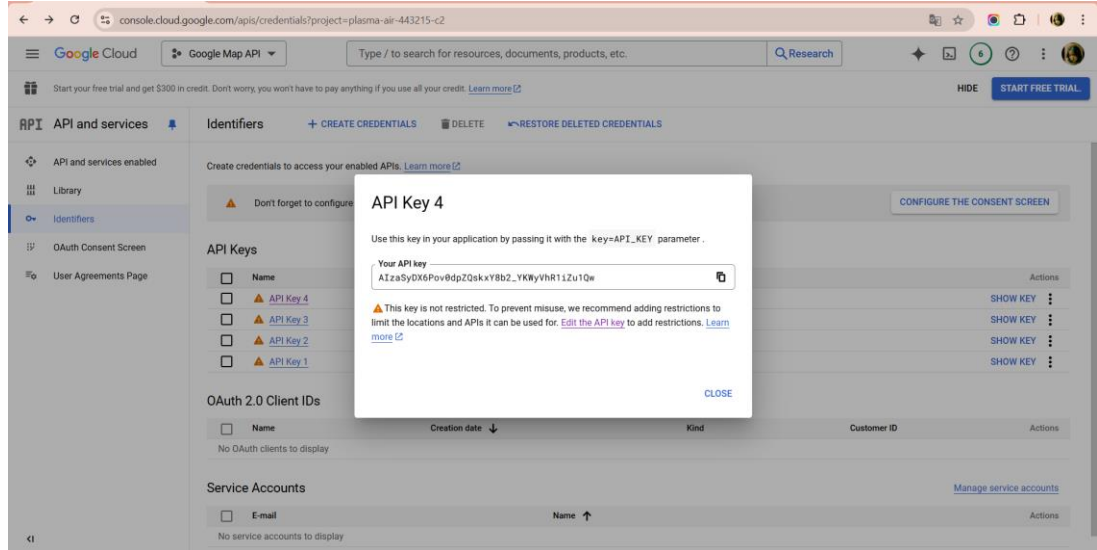 console.cloud.google.com/apis/credentials?project=plasma-air-443215-c2
Google Cloud
Google Map API
Type / to search for resources, documents, products, etc.
Research
6
Start your free trial and get $300 in credit. Don't worry, you won't have to pay anything if you use all your credit. Learn more
HIDE
START FREE TRIAL.
API API and services
Identifiers
+ CREATE CREDENTIALS
DELETE
RESTORE DELETED CREDENTIALS
API and services enabled
Library
Identifiers
OAuth Consent Screen
User Agreements Page
Create credentials to access your enabled APIs. Learn more
Don't forget to configure
CONFIGURE THE CONSENT SCREEN
API Keys
Name
Actions
API Key 4
SHOW KEY
API Key 3
SHOW KEY
API Key 2
SHOW KEY
API Key 1
SHOW KEY
API Key 4
Use this key in your application by passing it with the key=API_KEY parameter .
Your API key
AIzaSyDX6Pov0dpZQskxY8b2_YKWyVhR1iZu1Qw
This key is not restricted. To prevent misuse, we recommend adding restrictions to
limit the locations and APIs it can be used for. Edit the API key to add restrictions. Learn
more
CLOSE
OAuth 2.0 Client IDs
Name
Creation date
Kind
Customer ID
Actions
No OAuth clients to display
Service Accounts
Manage service accounts
E-mail
Name
Actions
No service accounts to display